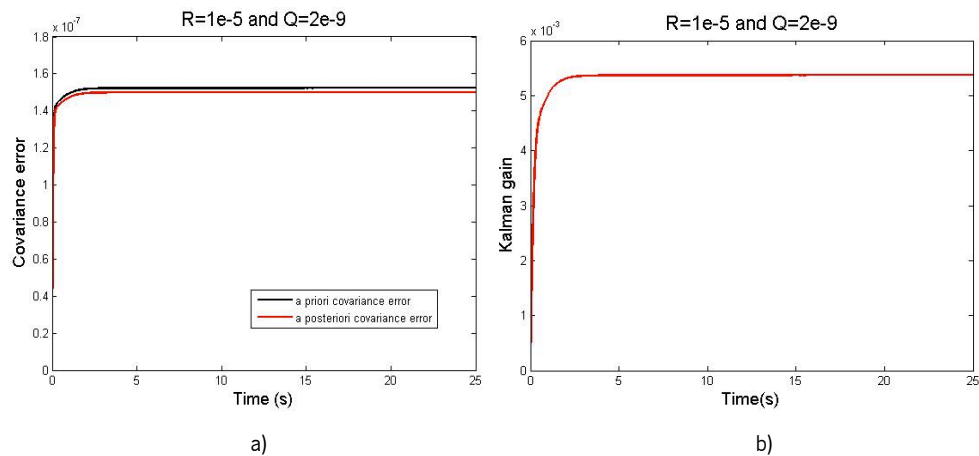 R=1e-5 and Q=2e-9
x 10⁻⁷
1.8
1.6
1.4
1.2
1
0.8
0.6
0.4
0.2
0
Covariance error
a priori covariance error
a posteriori covariance error
0 5 10 15 20 25
Time (s)
a)
R=1e-5 and Q=2e-9
x 10⁻³
6
5
4
3
2
1
0
Kalman gain
0 5 10 15 20 25
Time(s)
b)